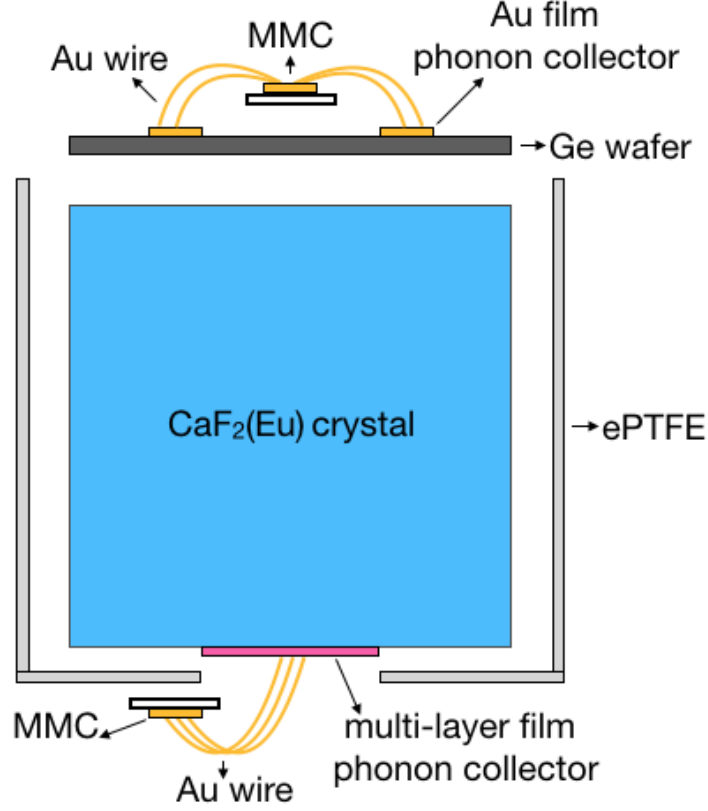 Au film
MMC
phonon collector
Au wire
Ge wafer
CaF₂(Eu) crystal
ePTFE
MMC
multi-layer film
phonon collector
Au wire